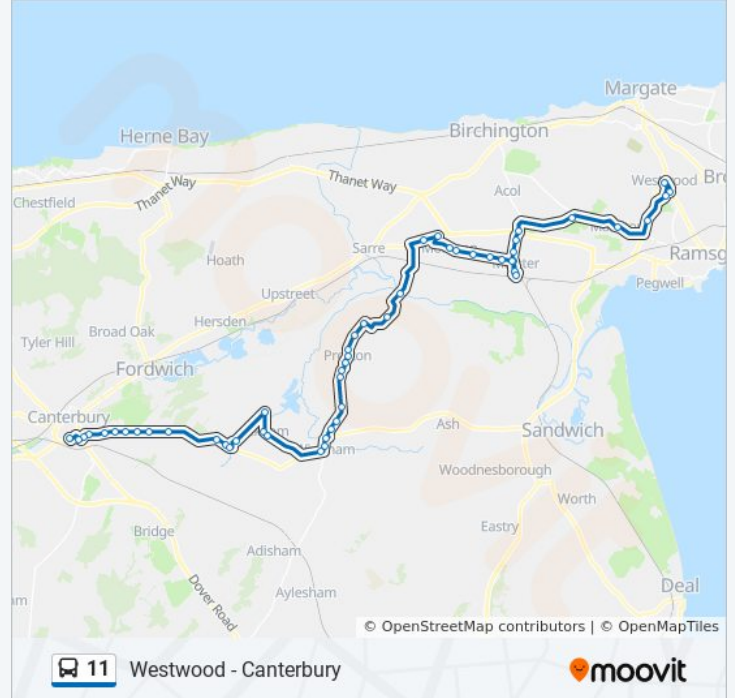 Margate
Herne Bay
Birchington
Thanet Way
Thanet Way
Acol
Westwood
Bro
Chestfield
Sarre
Ramsg
Hoath
Pegwell
Upstreet
Hersden
Tyler Hill
Broad Oak
Fordwich
Canterbury
Ash
Sandwich
Woodnesborough
Worth
Eastry
Bridge
Adisham
Aylesham
Dover Road
Deal
am
© OpenStreetMap contributors | © OpenMapTiles
11 Westwood - Canterbury
moovit